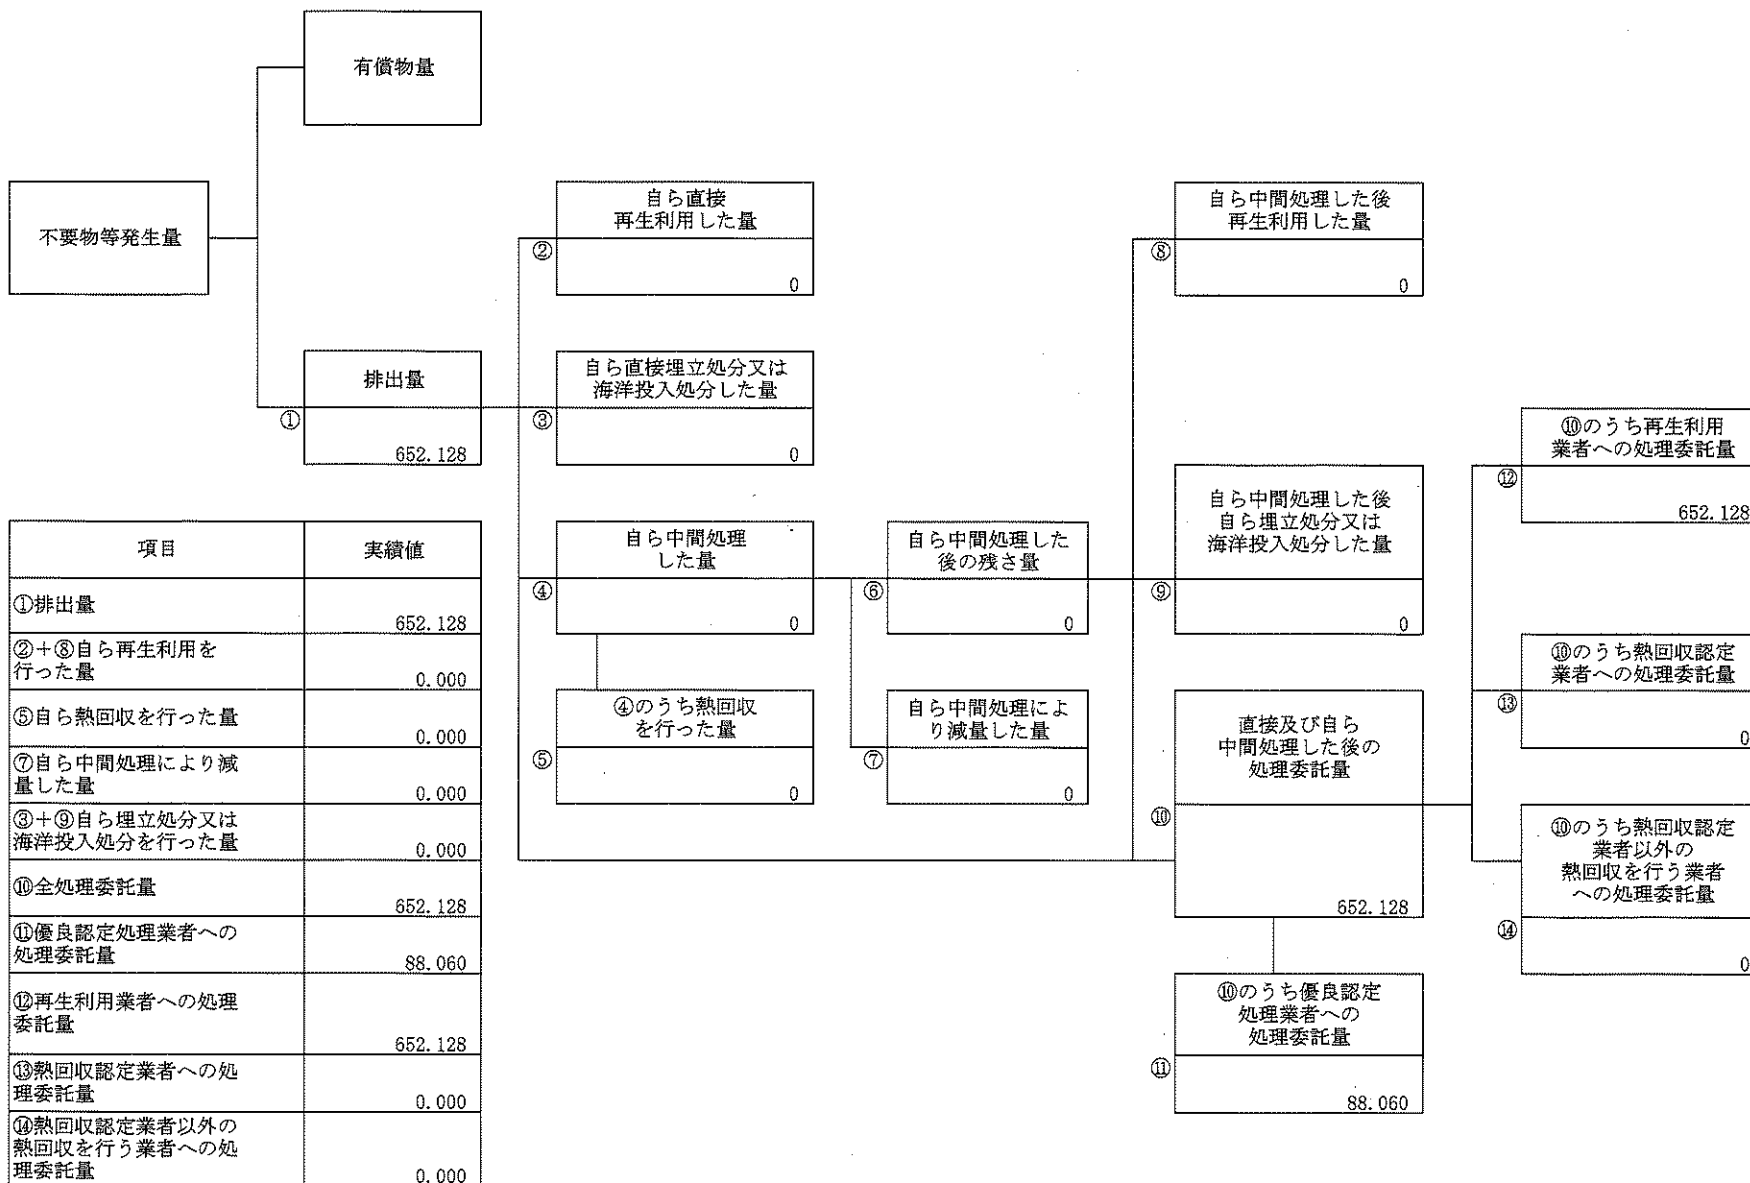 有償物量
不要物等発生量
排出量
①
652.128
自ら直接
再生利用した量
②
0
自ら直接埋立処分又は
海洋投入処分した量
③
0
自ら中間処理
した量
④
0
④のうち熱回収
を行った量
⑤
0
自ら中間処理した
後の残さ量
⑥
0
自ら中間処理によ
り減量した量
⑦
0
自ら中間処理した後
再生利用した量
⑧
0
自ら中間処理した後
自ら埋立処分又は
海洋投入処分した量
⑨
0
直接及び自ら
中間処理した後の
処理委託量
⑩
652.128
⑩のうち優良認定
処理業者への
処理委託量
⑪
88.060
⑩のうち再生利用
業者への処理委託量
⑫
652.128
⑩のうち熱回収認定
業者への処理委託量
⑬
0
⑩のうち熱回収認定
業者以外の
熱回収を行う業者
への処理委託量
⑭
0
項目 実績値
①排出量
652.128
②+⑧自ら再生利用を
行った量
0.000
⑤自ら熱回収を行った量
0.000
⑦自ら中間処理により減
量した量
0.000
③+⑨自ら埋立処分又は
海洋投入処分を行った量
0.000
⑩全処理委託量
652.128
⑪優良認定処理業者への
処理委託量
88.060
⑫再生利用業者への処理
委託量
652.128
⑬熱回収認定業者への処
理委託量
0.000
⑭熱回収認定業者以外の
熱回収を行う業者への処
理委託量
0.000